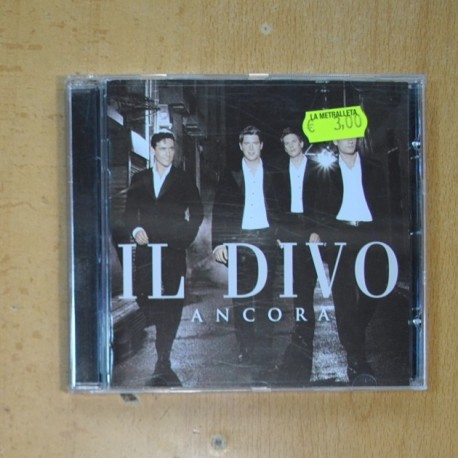 LA METRALLETA
€ 3,00
IL DIVO
ANCORA